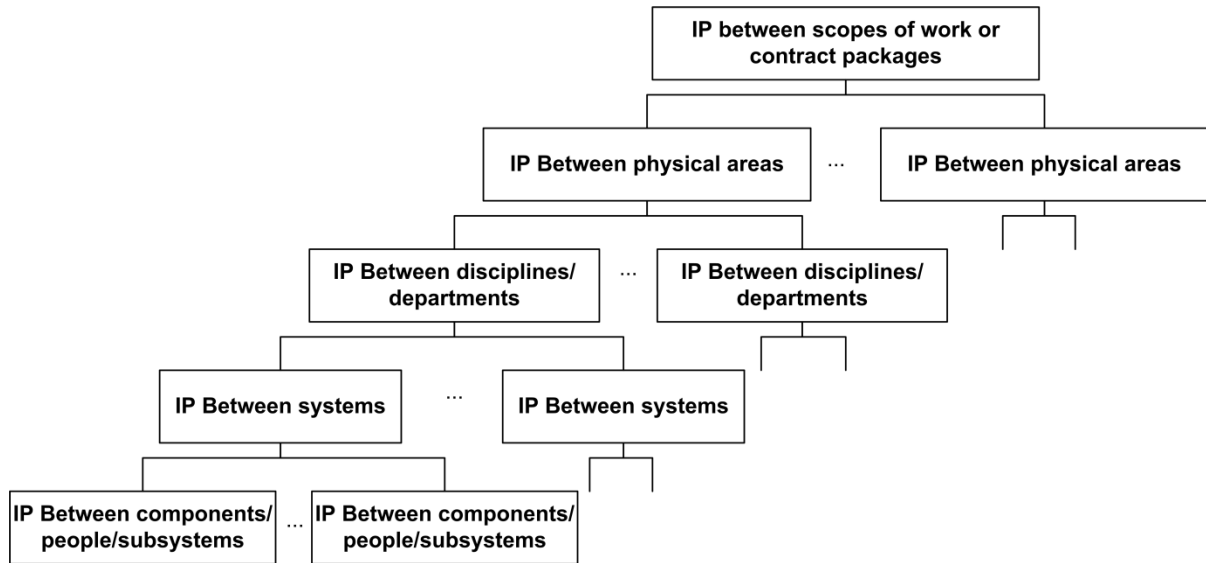 IP between scopes of work or
contract packages
IP Between physical areas
...
IP Between physical areas
IP Between disciplines/
departments
...
IP Between disciplines/
departments
IP Between systems
...
IP Between systems
IP Between components/
people/subsystems
...
IP Between components/
people/subsystems